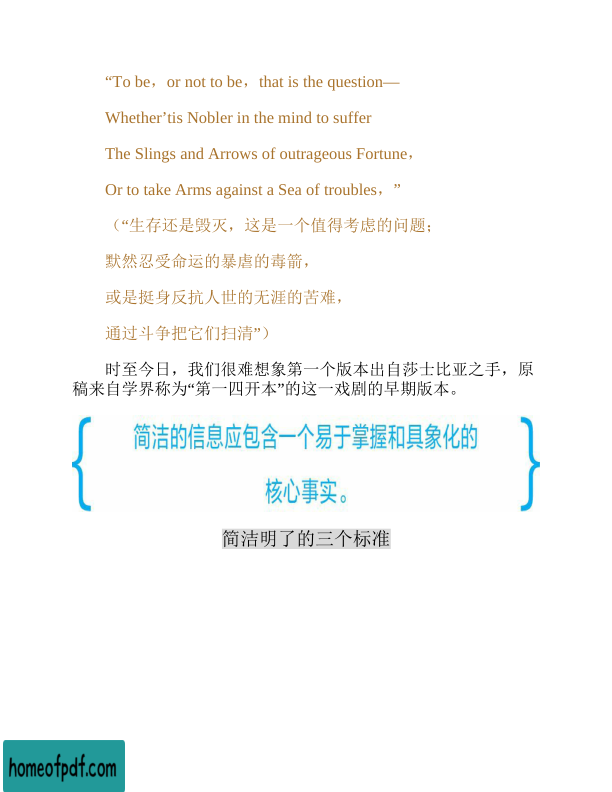 “To be，or not to be，that is the question—
Whether’tis Nobler in the mind to suffer
The Slings and Arrows of outrageous Fortune，
Or to take Arms against a Sea of troubles，”
（“生存还是毁灭，这是一个值得考虑的问题；
默然忍受命运的暴虐的毒箭，
或是挺身反抗人世的无涯的苦难，
通过斗争把它们扫清”）
时至今日，我们很难想象第一个版本出自莎士比亚之手，原
稿来自学界称为“第一四开本”的这一戏剧的早期版本。
简洁的信息应包含一个易于掌握和具象化的
核心事实。
简洁明了的三个标准
homeofpdf.com